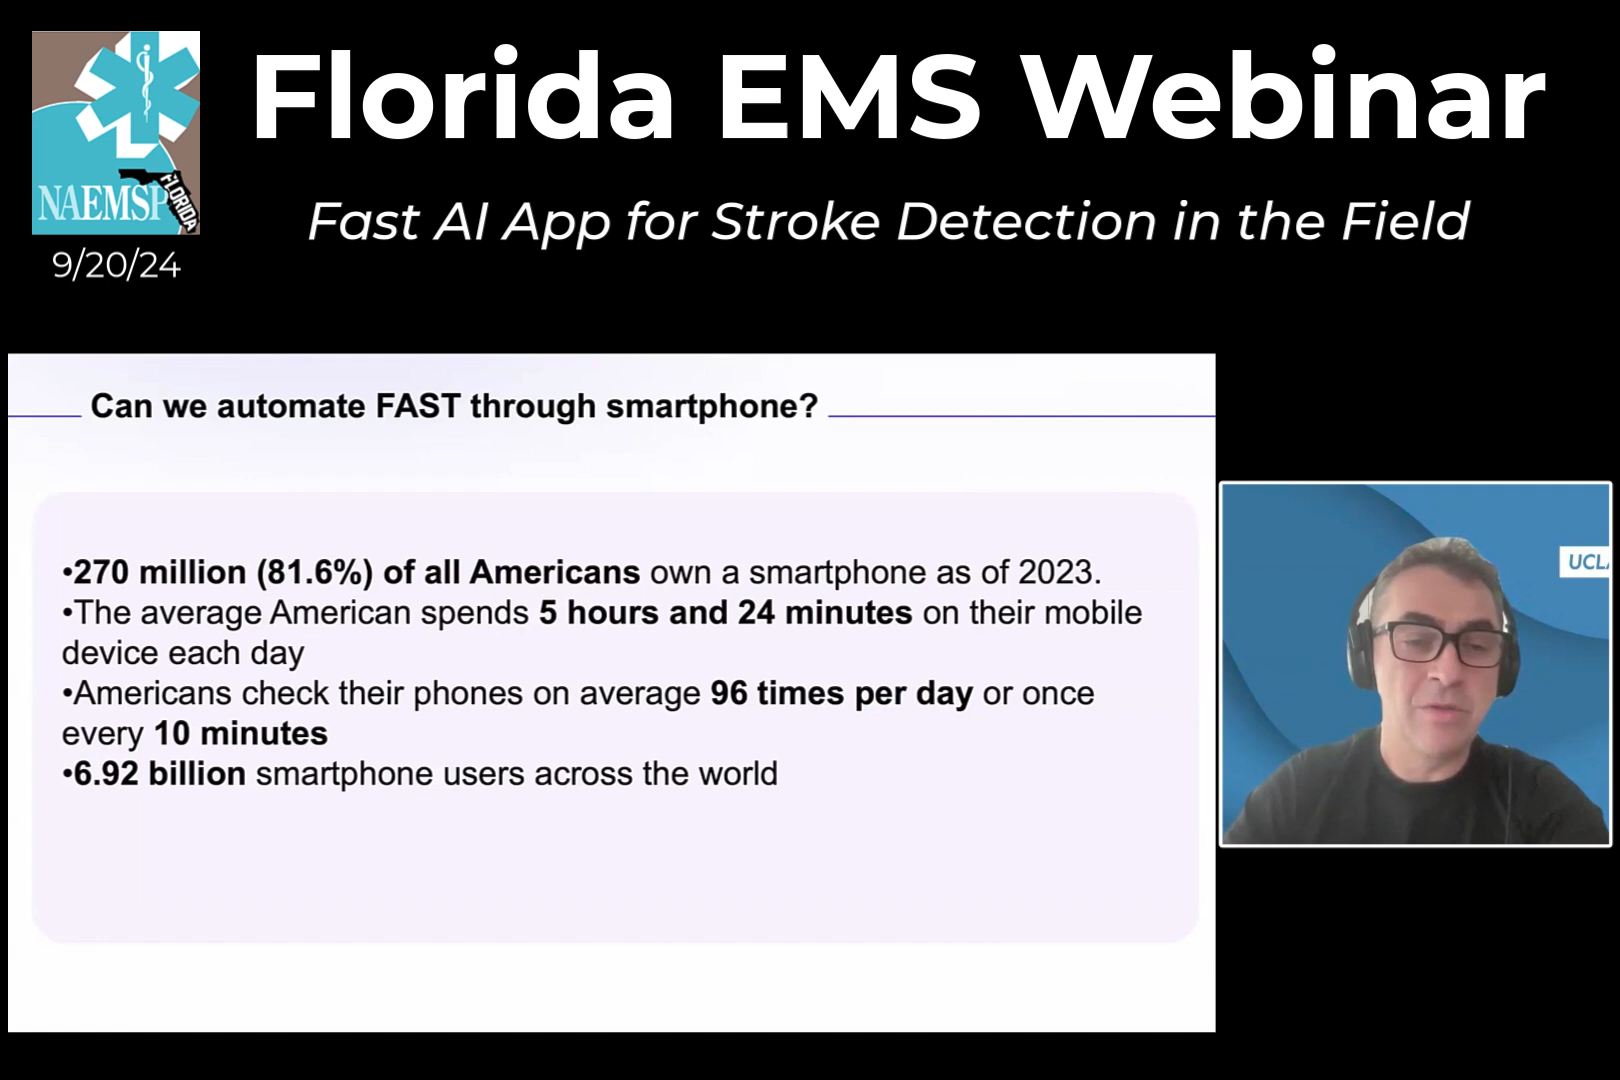 Florida EMS Webinar
Fast AI App for Stroke Detection in the Field
NAEMSP
FLORIDA
9/20/24
Can we automate FAST through smartphone?
•270 million (81.6%) of all Americans own a smartphone as of 2023.
•The average American spends 5 hours and 24 minutes on their mobile
device each day
•Americans check their phones on average 96 times per day or once
every 10 minutes
•6.92 billion smartphone users across the world
UCLA